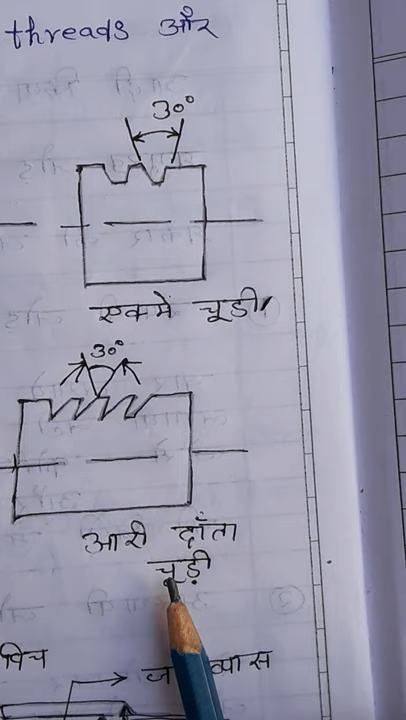 threads और
30°
एकमे चूडी
30°
आरी दाँता
चूड़ी
व्यास